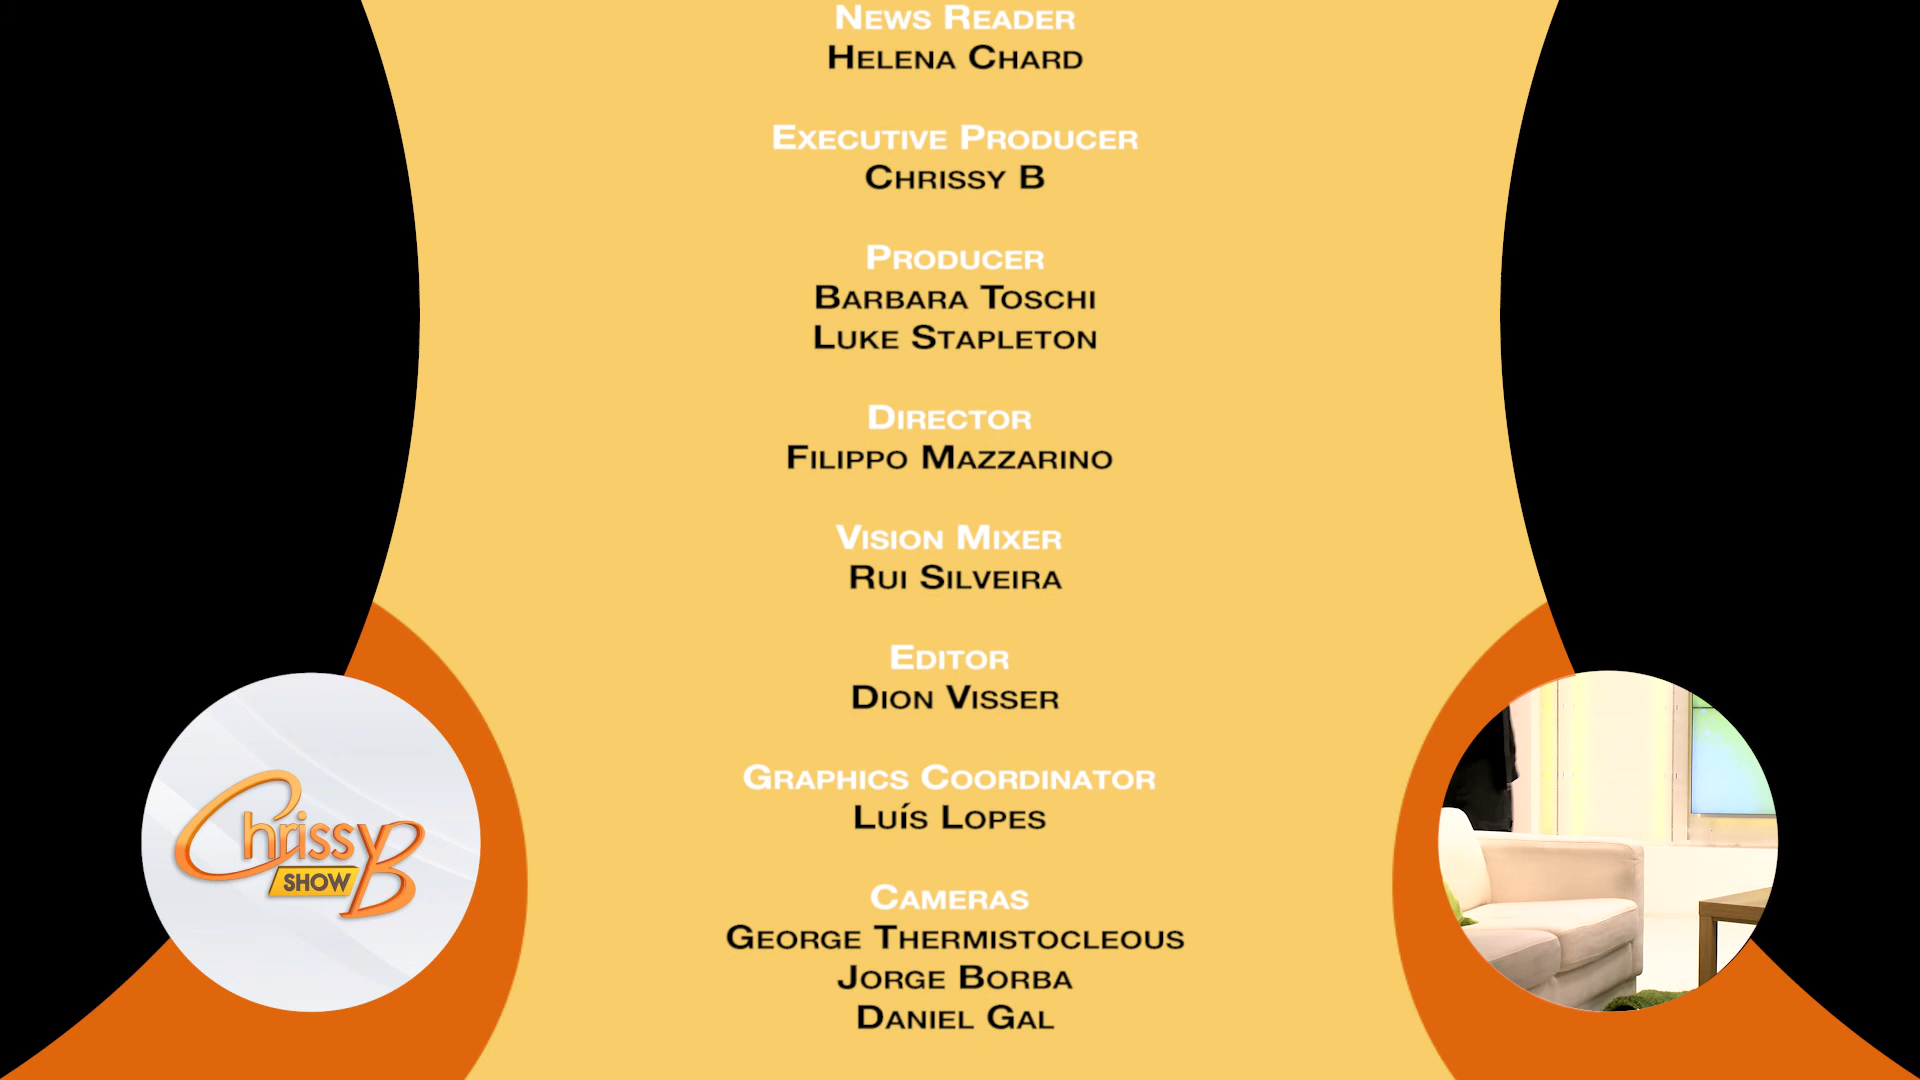 News Reader
Helena Chard
Executive Producer
Chrissy B
Producer
Barbara Toschi
Luke Stapleton
Director
Filippo Mazzarino
Vision Mixer
Rui Silveira
Editor
Dion Visser
Graphics Coordinator
Luís Lopes
Cameras
George Thermistocleous
Jorge Borba
Daniel Gal
Chrissy B
SHOW